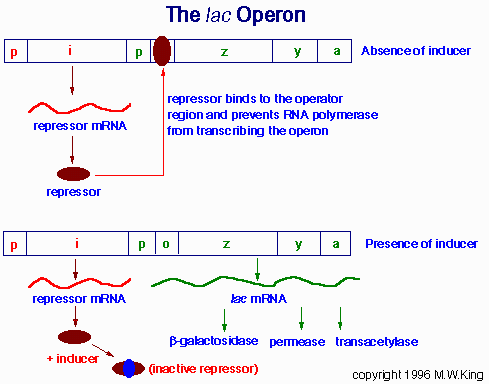 The lac Operon
p i p z y a Absence of inducer
repressor binds to the operator
region and prevents RNA polymerase
from transcribing the operon
repressor mRNA
repressor
p i p o z y a Presence of inducer
repressor mRNA lac mRNA
β-galactosidase permease transacetylase
+ inducer
(inactive repressor)
copyright 1996 M.W.King